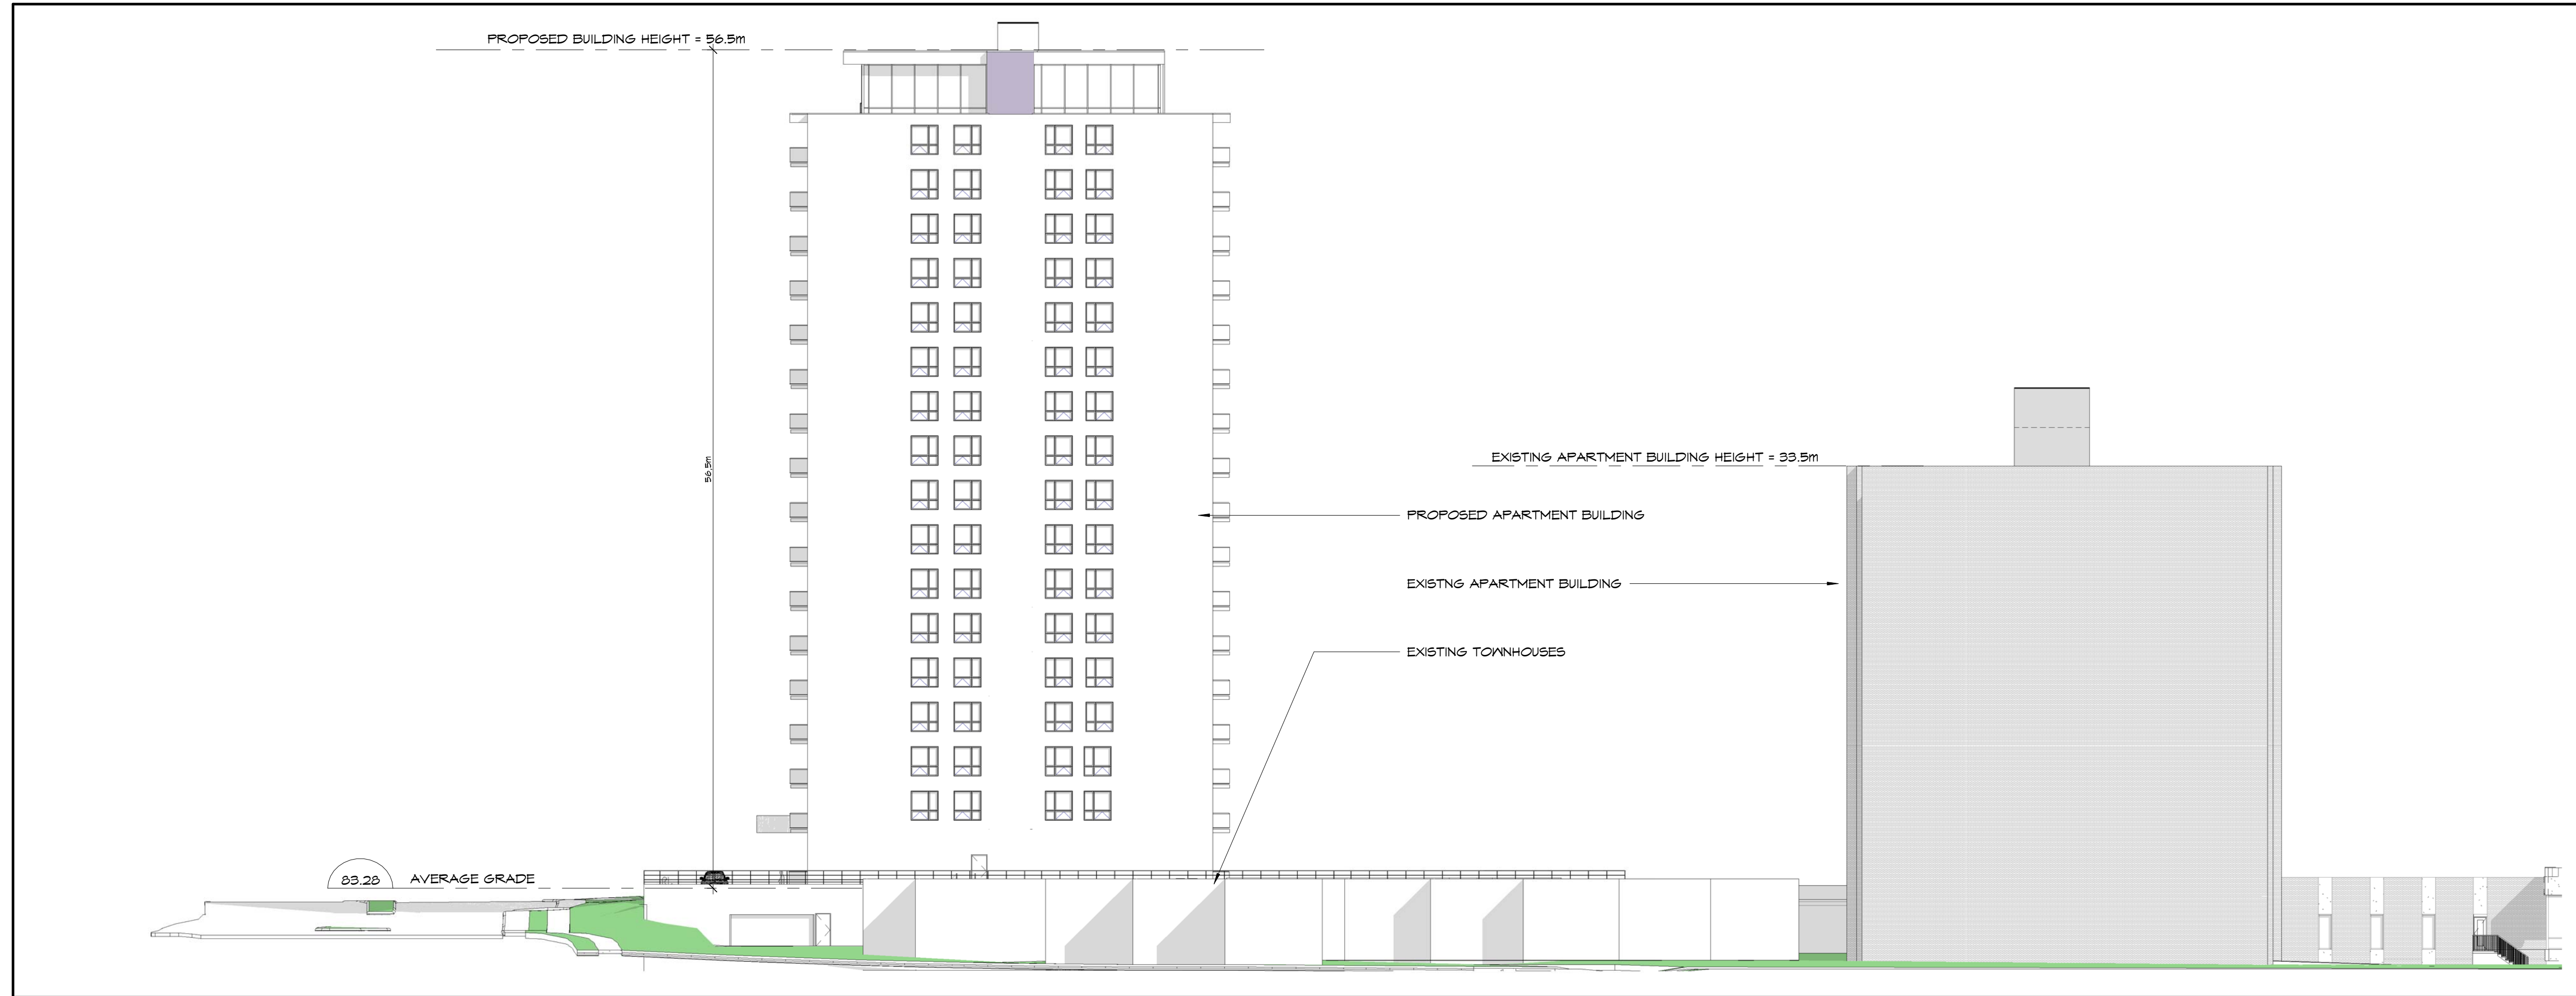 PROPOSED BUILDING HEIGHT = 56.5m
56.5m
EXISTING APARTMENT BUILDING HEIGHT = 33.5m
PROPOSED APARTMENT BUILDING
EXISTNG APARTMENT BUILDING
EXISTING TOWNHOUSES
83.28 AVERAGE GRADE